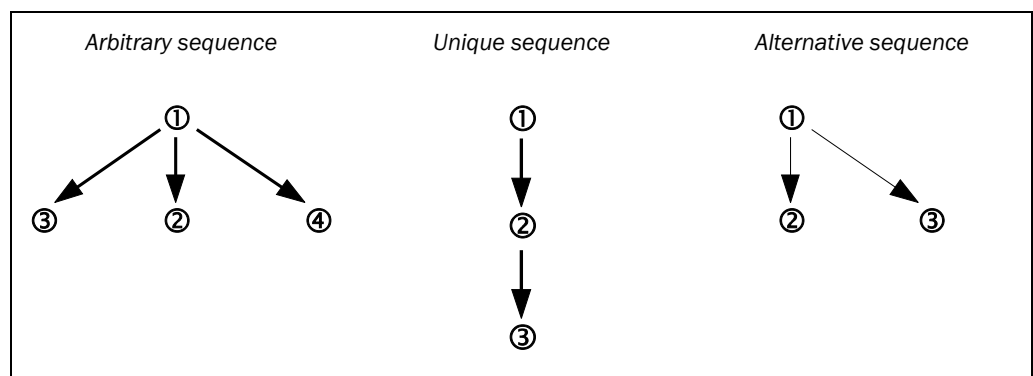 Arbitrary sequence
Unique sequence
Alternative sequence
① ① ①
③ ② ④ ② ② ③
③